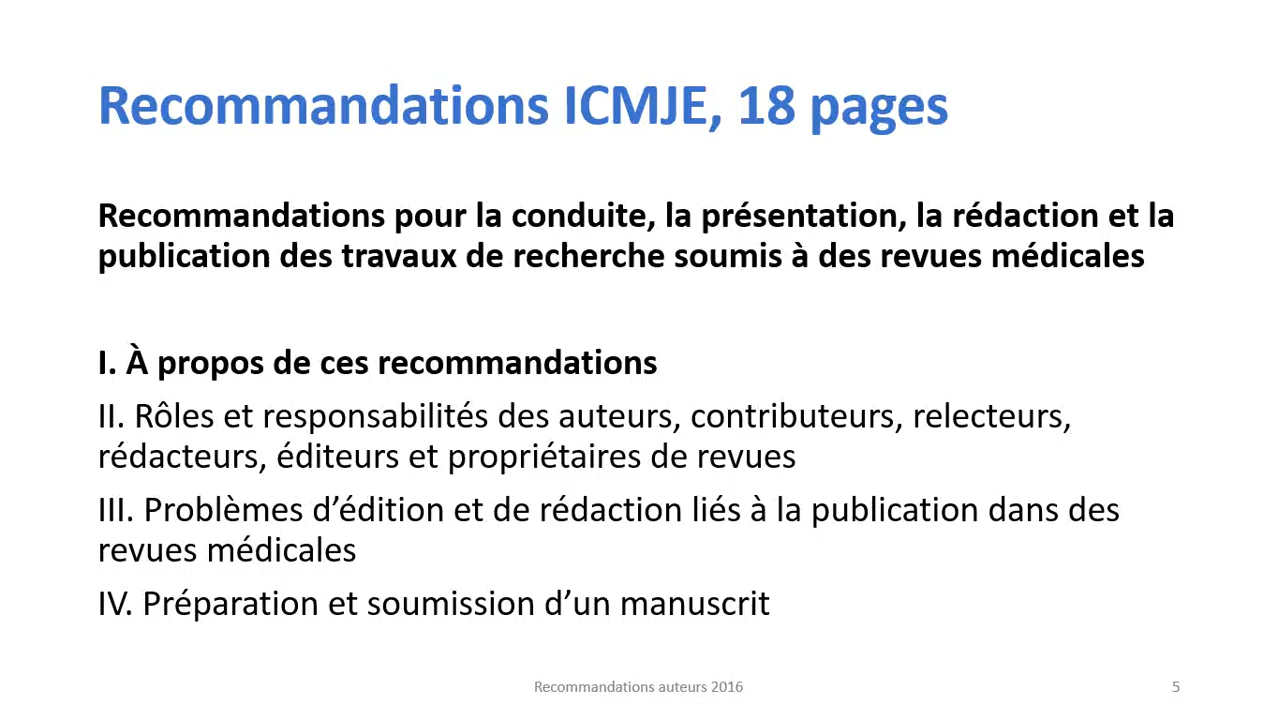 Recommandations ICMJE, 18 pages
Recommandations pour la conduite, la présentation, la rédaction et la
publication des travaux de recherche soumis à des revues médicales
I. À propos de ces recommandations
II. Rôles et responsabilités des auteurs, contributeurs, relecteurs,
rédacteurs, éditeurs et propriétaires de revues
III. Problèmes d’édition et de rédaction liés à la publication dans des
revues médicales
IV. Préparation et soumission d’un manuscrit
Recommandations auteurs 2016
5